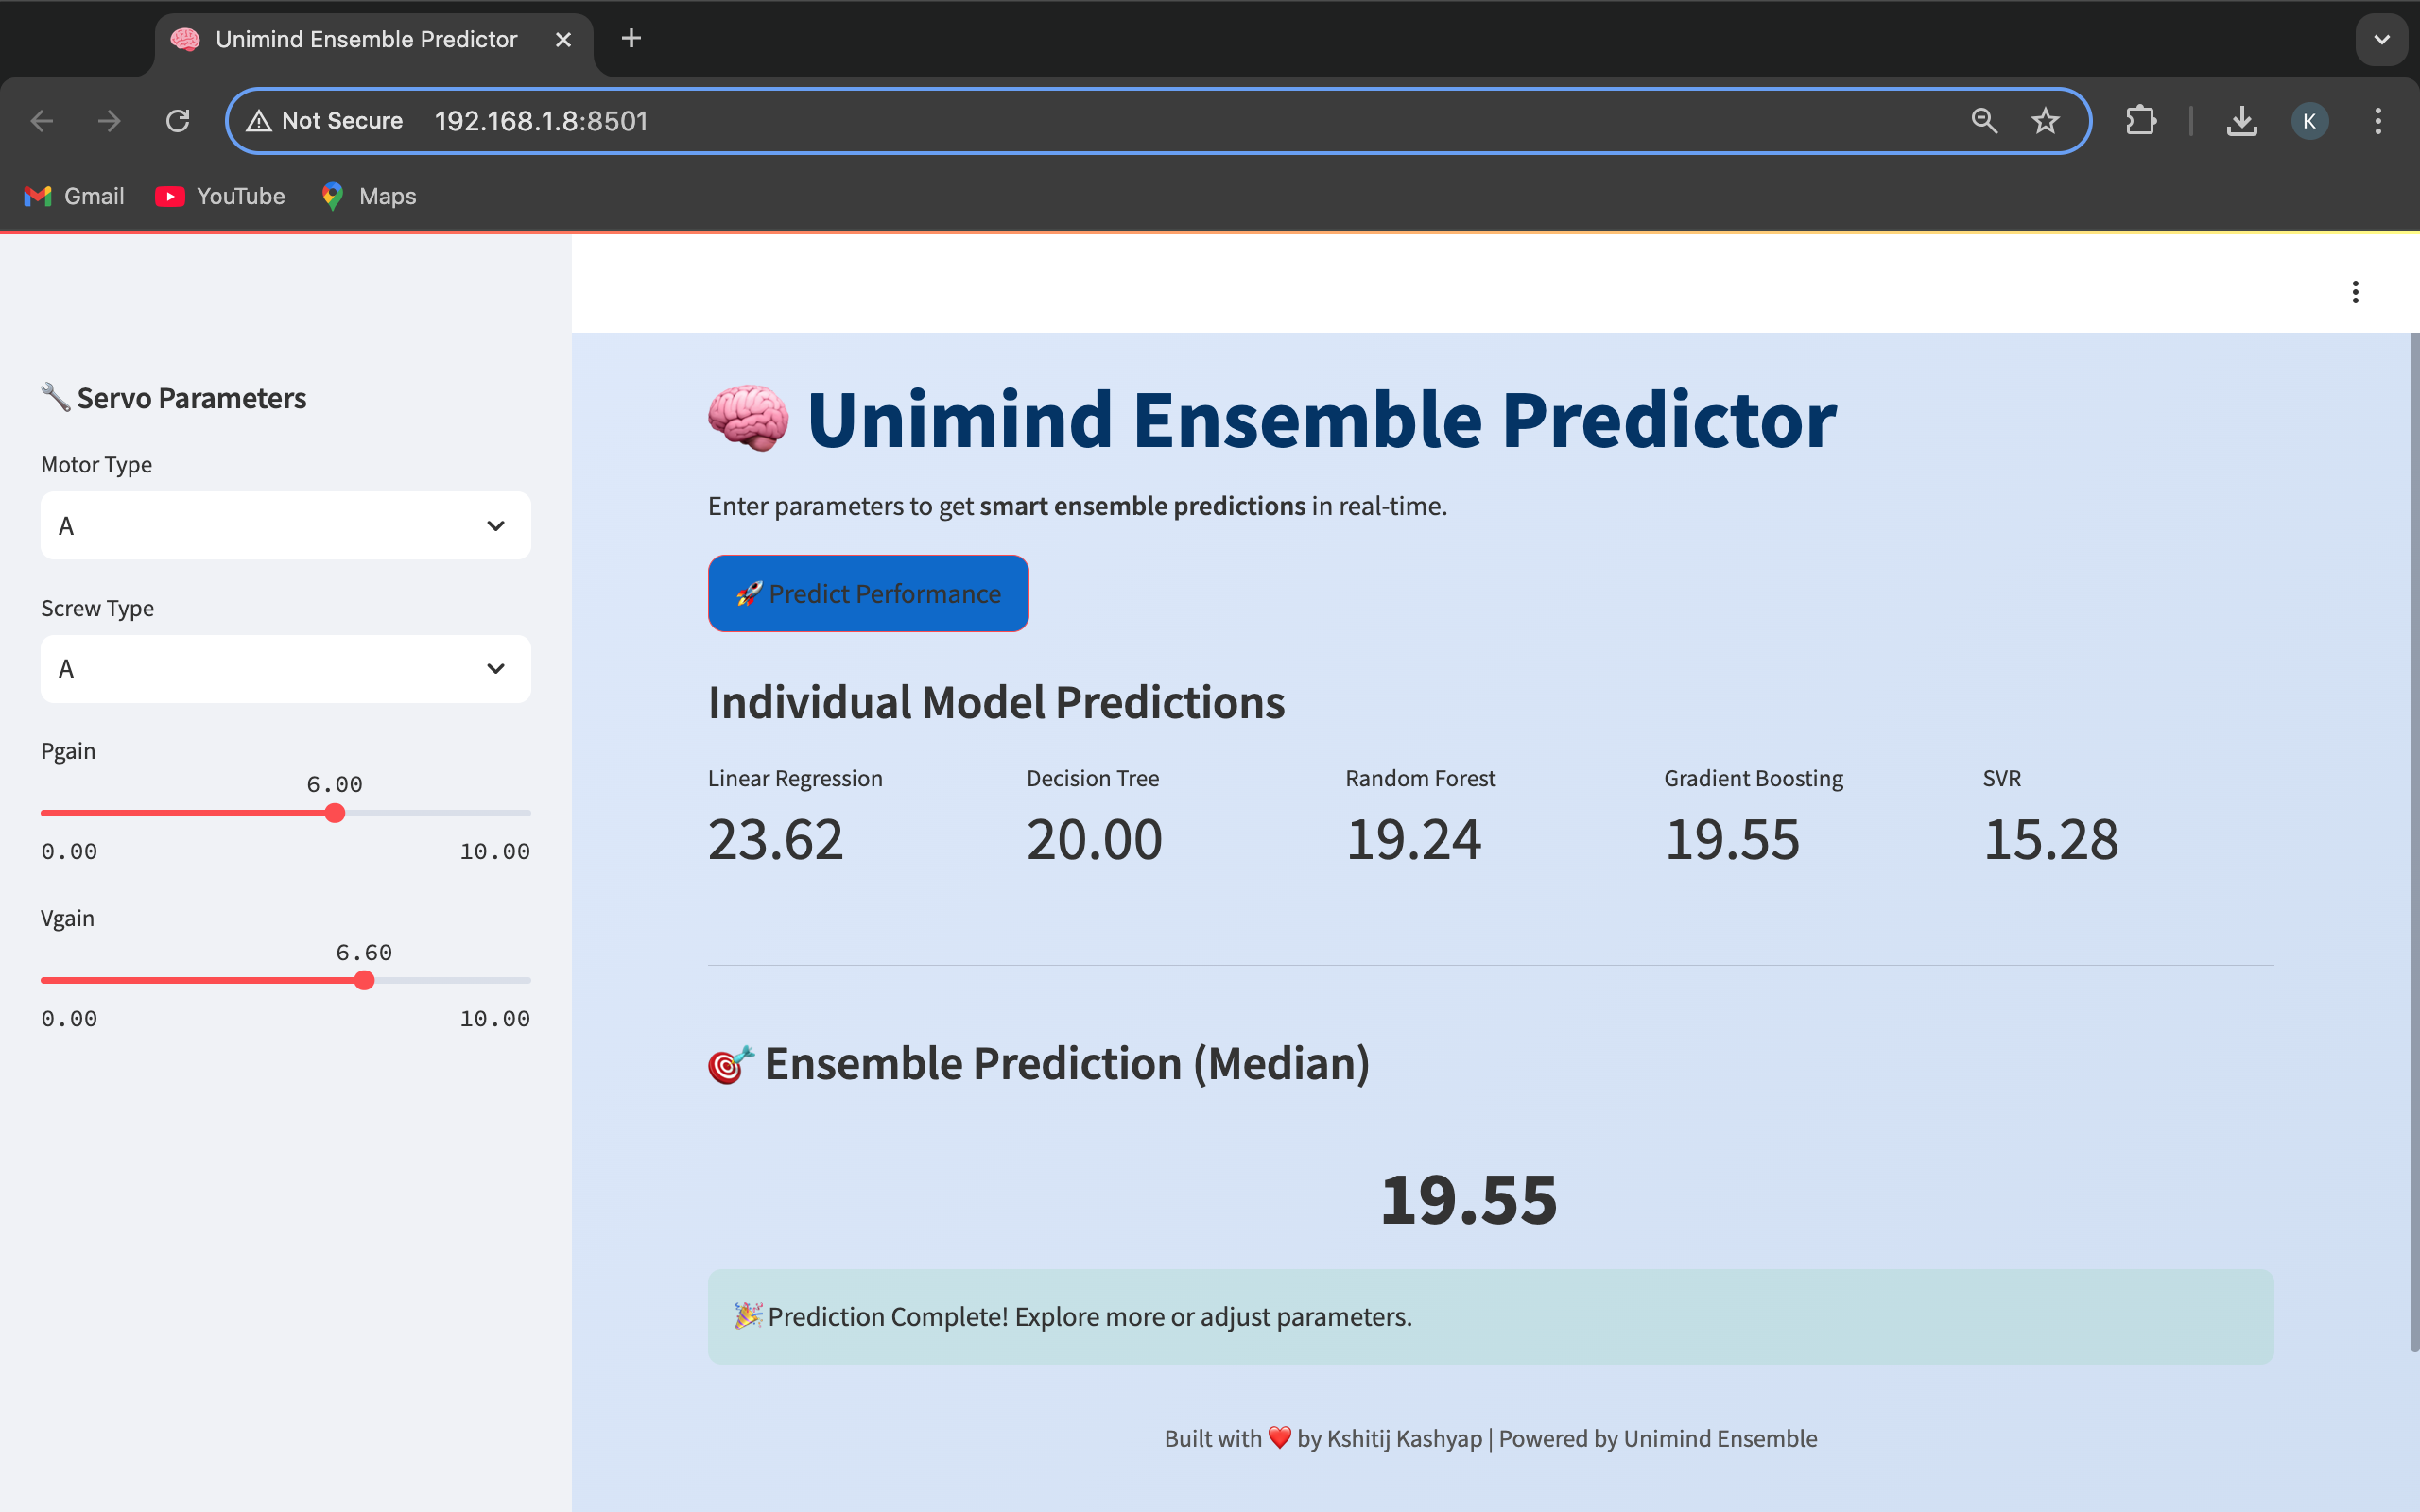 Unimind Ensemble Predictor
Not Secure 192.168.1.8:8501
K
Gmail YouTube Maps
Servo Parameters
Motor Type
A
Screw Type
A
Pgain
6.00
0.00 10.00
Vgain
6.60
0.00 10.00
Unimind Ensemble Predictor
Enter parameters to get smart ensemble predictions in real-time.
Predict Performance
Individual Model Predictions
Linear Regression Decision Tree Random Forest Gradient Boosting SVR
23.62 20.00 19.24 19.55 15.28
Ensemble Prediction (Median)
19.55
Prediction Complete! Explore more or adjust parameters.
Built with ❤️ by Kshitij Kashyap | Powered by Unimind Ensemble